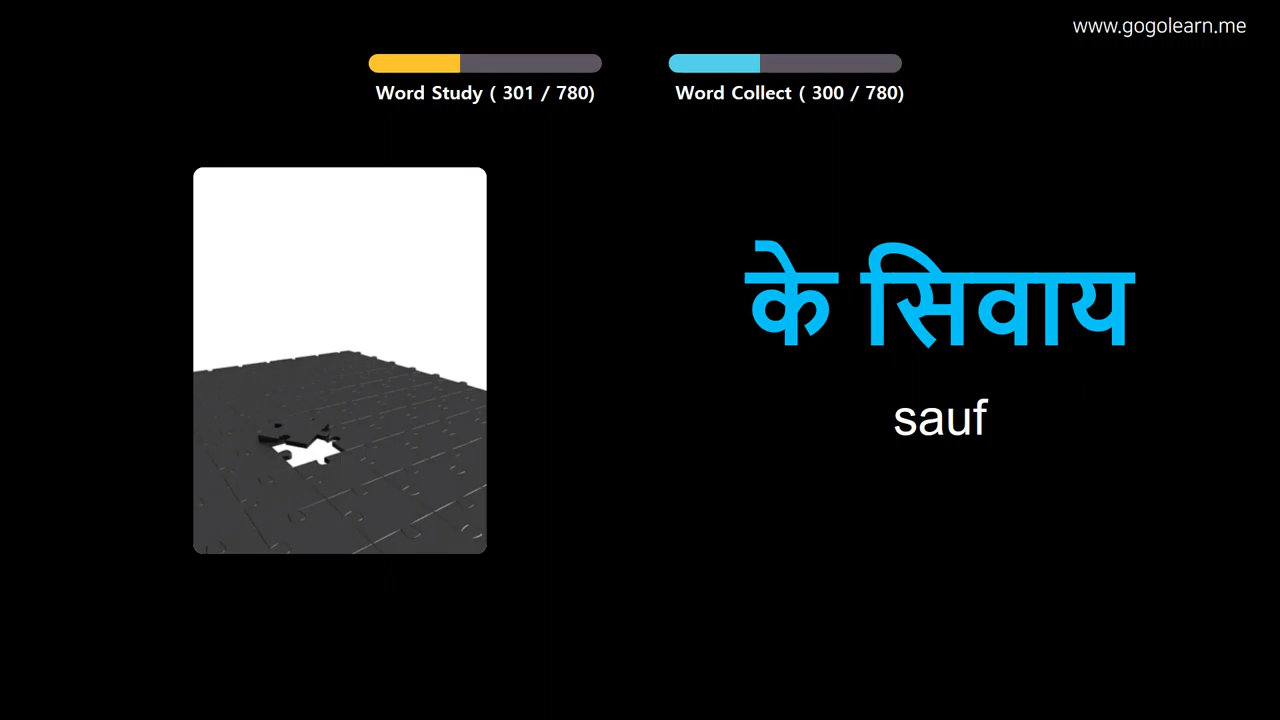 www.gogolearn.me
Word Study ( 301 / 780)
Word Collect ( 300 / 780)
के सिवाय
sauf